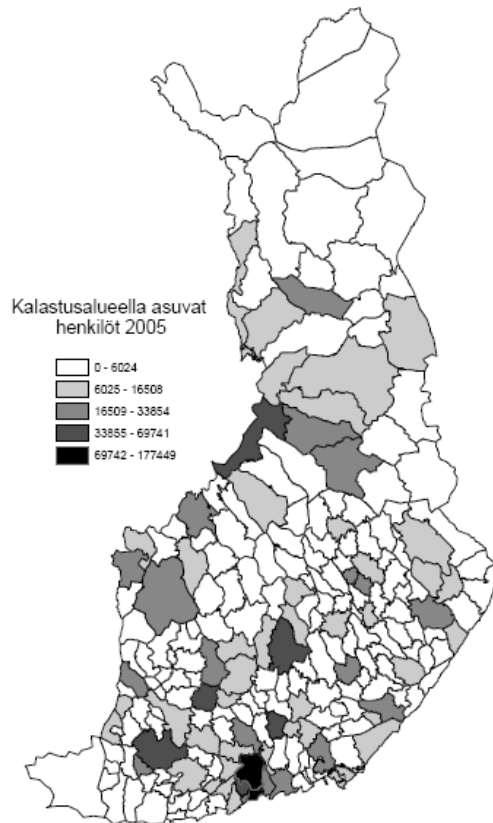 Kalastusalueella asuvat
henkilöt 2005
0 - 6024
6025 - 16508
16509 - 33854
33855 - 69741
69742 - 177449